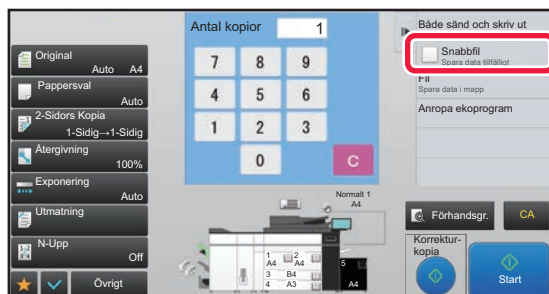 Original
Auto A4
Pappersval
Auto
2-Sidors Kopia
1-Sidig→1-Sidig
Återgivning
100%
Exponering
Auto
Utmatning
N-Upp
Off
Övrigt
Antal kopior 1
7 8 9
4 5 6
1 2 3
0 C
Normalt 1
A4
1 A4
2 A4
3 B4
4 A3
5 A4
Både sänd och skriv ut
Snabbfil
Spara data tillfälligt
Fil
Spara data i mapp
Anropa ekoprogram
Förhandsgr.
CA
Korrektur-
kopia
Start